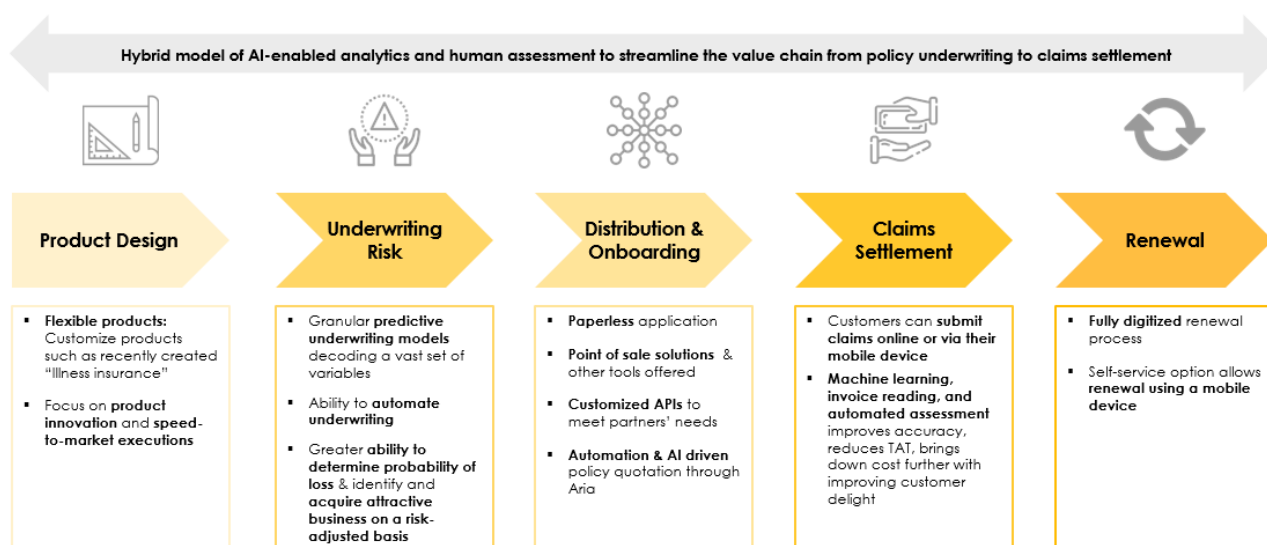 Hybrid model of AI-enabled analytics and human assessment to streamline the value chain from policy underwriting to claims settlement
Product Design
Underwriting
Risk
Distribution &
Onboarding
Claims
Settlement
Renewal
▪ Flexible products:
Customize products
such as recently created
“Illness insurance”
▪ Focus on product
innovation and speed-
to-market executions
▪ Granular predictive
underwriting models
decoding a vast set of
variables
▪ Ability to automate
underwriting
▪ Greater ability to
determine probability of
loss & identify and
acquire attractive
business on a risk-
adjusted basis
▪ Paperless application
▪ Point of sale solutions &
other tools offered
▪ Customized APIs to
meet partners’ needs
▪ Automation & AI driven
policy quotation through
Aria
▪ Customers can submit
claims online or via their
mobile device
▪ Machine learning,
invoice reading, and
automated assessment
improves accuracy,
reduces TAT, brings
down cost further with
improving customer
delight
▪ Fully digitized renewal
process
▪ Self-service option allows
renewal using a mobile
device